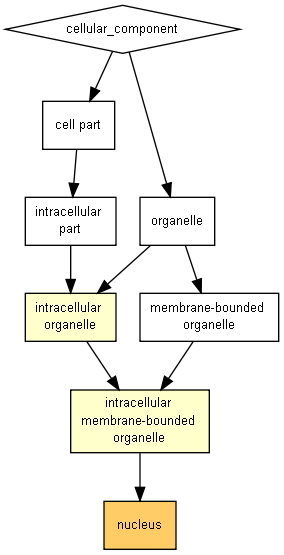 cellular_component
cell part
intracellular
part
organelle
intracellular
organelle
membrane-bounded
organelle
intracellular
membrane-bounded
organelle
nucleus